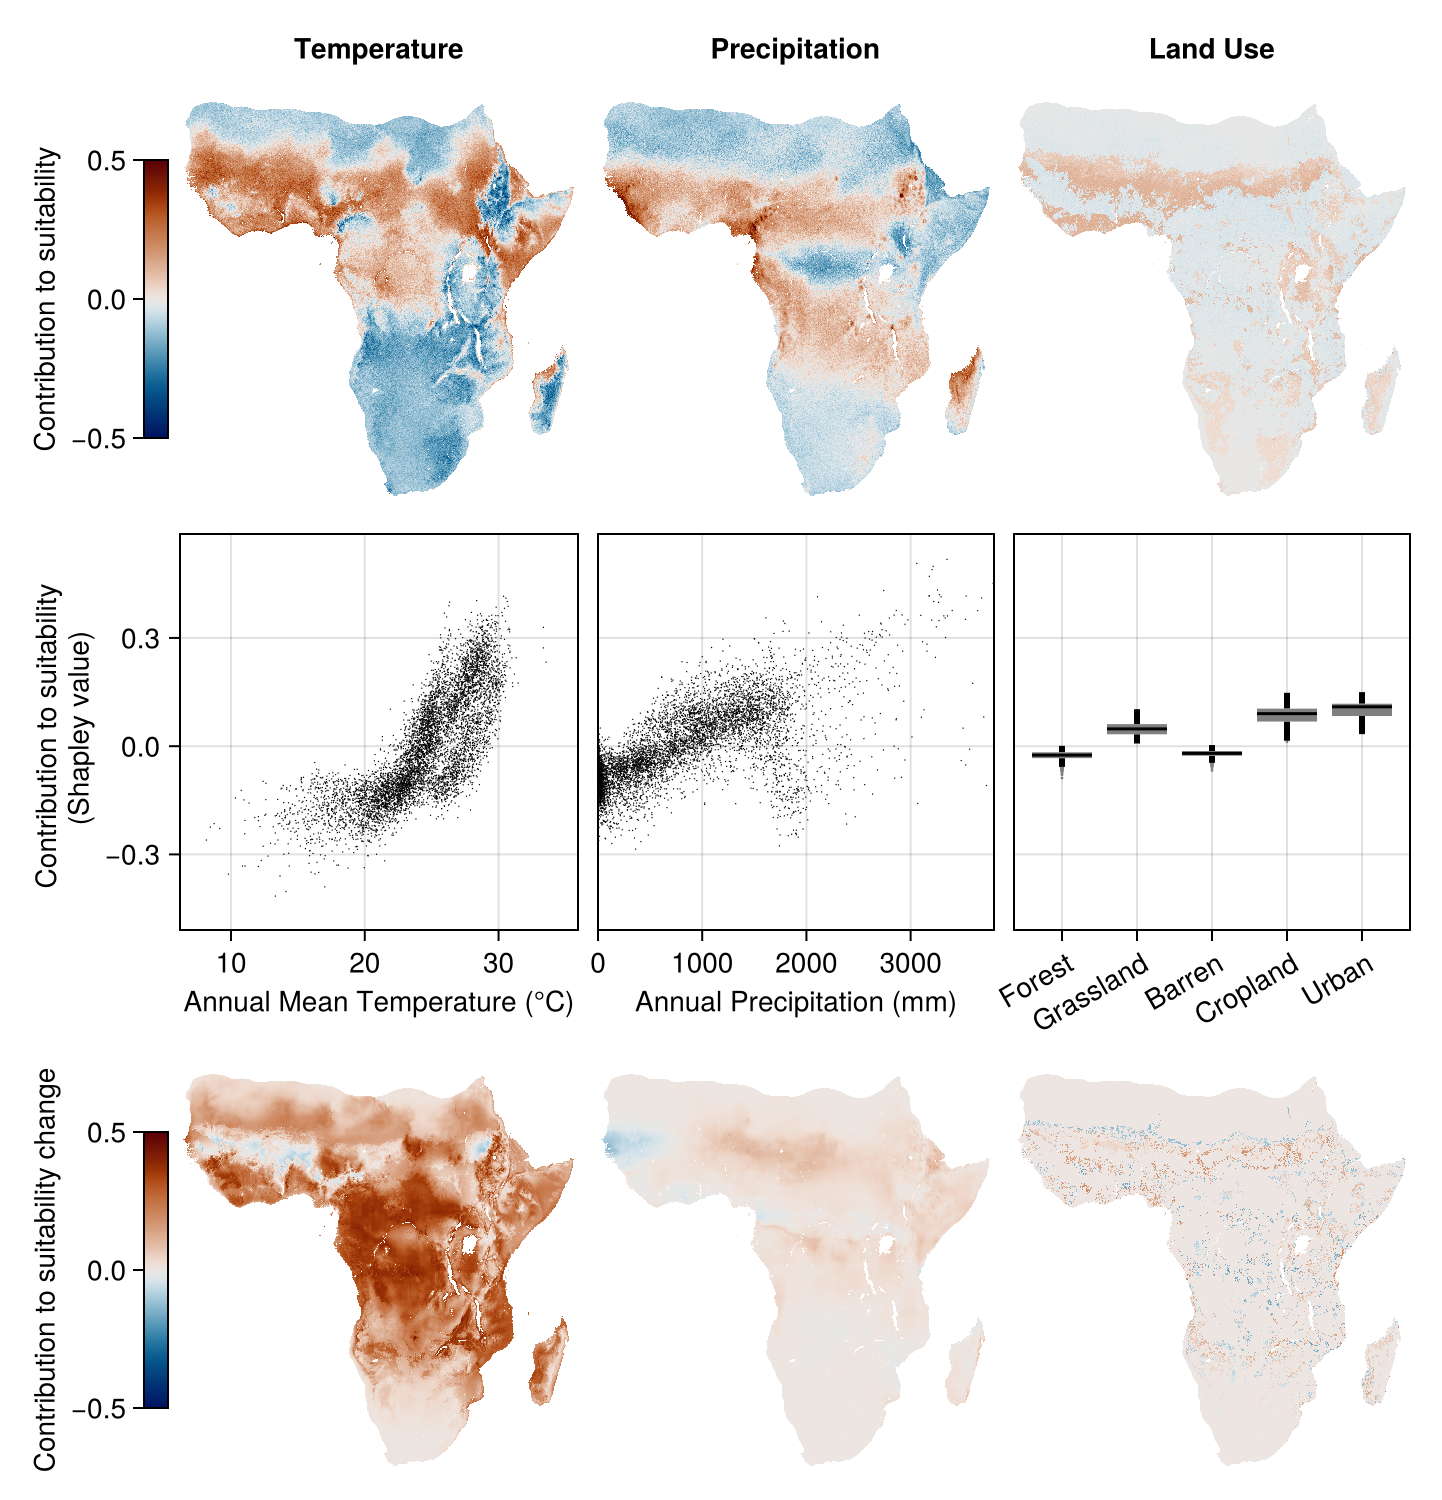 Temperature
Precipitation
Land Use
Contribution to suitability
0.5
0.0
−0.5
Contribution to suitability
(Shapley value)
0.3
0.0
−0.3
10
20
30
Annual Mean Temperature (°C)
0
1000
2000
3000
Annual Precipitation (mm)
Forest
Grassland
Barren
Cropland
Urban
Contribution to suitability change
0.5
0.0
−0.5